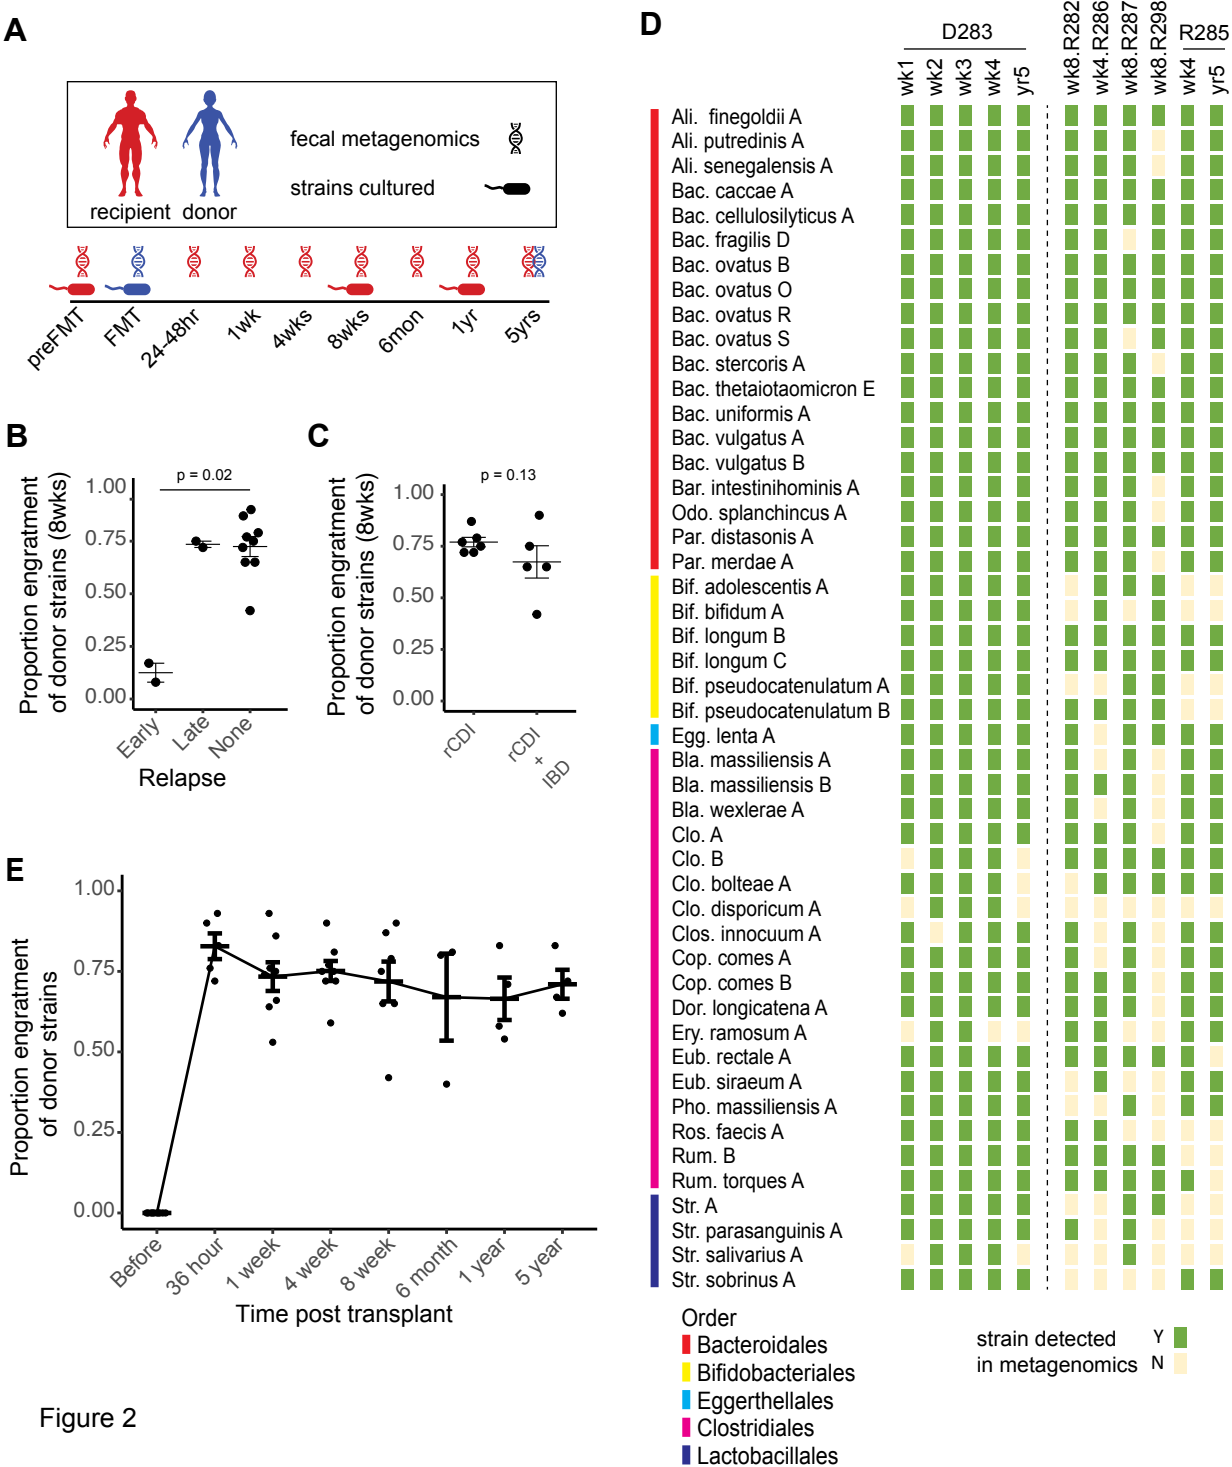 A
recipient donor
fecal metagenomics
strains cultured
preFMT
FMT
24-48hr
1wk
4wks
8wks
6mon
1yr
5yrs
B
Proportion engratment
of donor strains (8wks)
1.00
0.75
0.50
0.25
0.00
p = 0.02
Early
Late
None
Relapse
C
Proportion engratment
of donor strains (8wks)
1.00
0.75
0.50
0.25
0.00
p = 0.13
rCDI
rCDI
+
IBD
E
Proportion engratment
of donor strains
1.00
0.75
0.50
0.25
0.00
Before
36 hour
1 week
4 week
8 week
6 month
1 year
5 year
Time post transplant
Figure 2
D
D283
wk1
wk2
wk3
wk4
yr5
wk8.R282
wk4.R286
wk8.R287
wk8.R298
R285
wk4
yr5
Ali. finegoldii A
Ali. putredinis A
Ali. senegalensis A
Bac. caccae A
Bac. cellulosilyticus A
Bac. fragilis D
Bac. ovatus B
Bac. ovatus O
Bac. ovatus R
Bac. ovatus S
Bac. stercoris A
Bac. thetaiotaomicron E
Bac. uniformis A
Bac. vulgatus A
Bac. vulgatus B
Bar. intestinihominis A
Odo. splanchincus A
Par. distasonis A
Par. merdae A
Bif. adolescentis A
Bif. bifidum A
Bif. longum B
Bif. longum C
Bif. pseudocatenulatum A
Bif. pseudocatenulatum B
Egg. lenta A
Bla. massiliensis A
Bla. massiliensis B
Bla. wexlerae A
Clo. A
Clo. B
Clo. bolteae A
Clo. disporicum A
Clos. innocuum A
Cop. comes A
Cop. comes B
Dor. longicatena A
Ery. ramosum A
Eub. rectale A
Eub. siraeum A
Pho. massiliensis A
Ros. faecis A
Rum. B
Rum. torques A
Str. A
Str. parasanguinis A
Str. salivarius A
Str. sobrinus A
Order
Bacteroidales
Bifidobacteriales
Eggerthellales
Clostridiales
Lactobacillales
strain detected Y
in metagenomics N